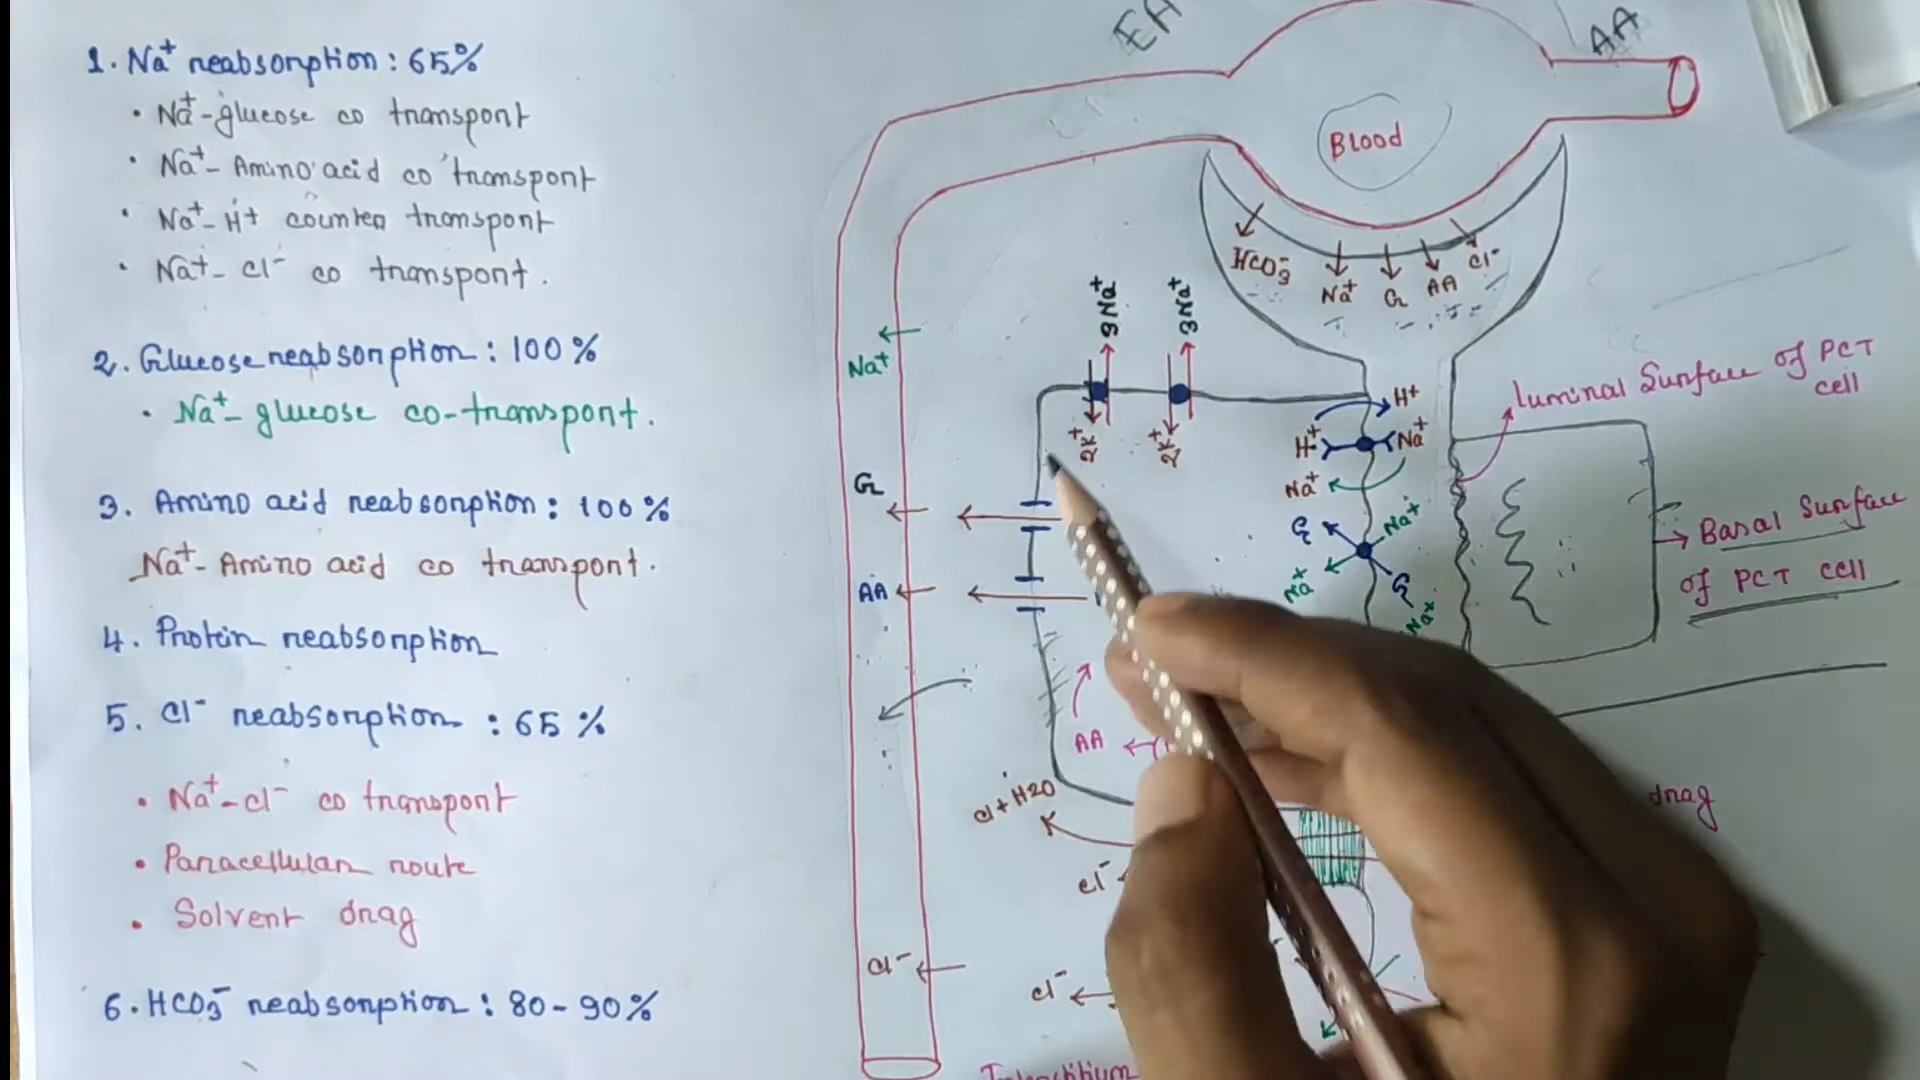 1. Na+ reabsorption : 65%
• Na+-glucose co transport
• Na+- Amino acid co transport
• Na+- H+ counter transport
• Na+- Cl- co transport.
2. Glucose reabsorption : 100%
• Na+- glucose co-transport.
3. Amino acid reabsorption : 100%
Na+- Amino acid co transport.
4. Protein reabsorption
5. Cl- reabsorption : 65%
• Na+-Cl- co transport
• Paracellular route
• Solvent drag
6. HCO3- reabsorption : 80-90%
EA
AA
Blood
HCO3-
Na+
G
AA
Cl-
3Na+
3Na+
2K+
2K+
Na+
G
AA
Cl-
H+
H+
Na+
Na+
G
Na+
Na+
G
Na+
luminal Surface of PCT
cell
Basal Surface
of PCT cell
AA
Cl + H2O
Cl-
Cl-
drag